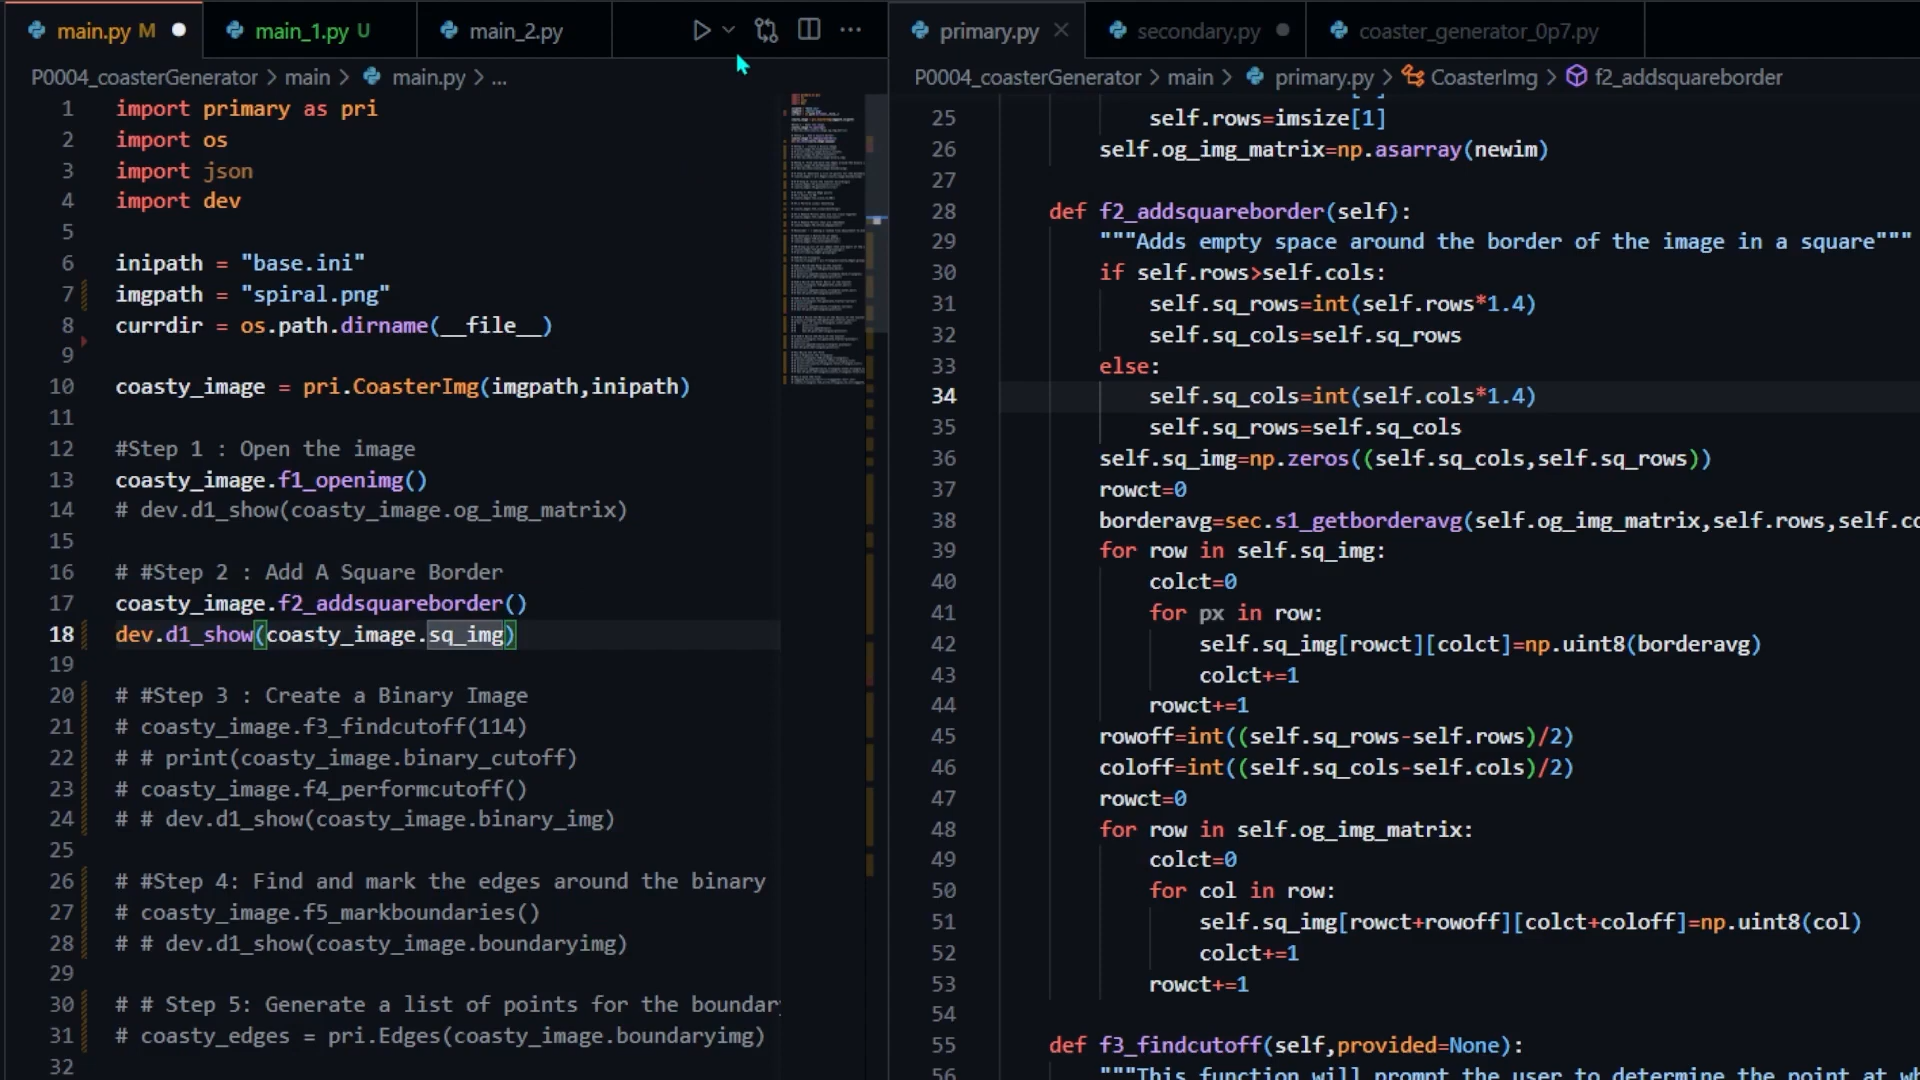 main.py M
main_1.py U
main_2.py
P0004_coasterGenerator > main > main.py > ...
1 import primary as pri
2 import os
3 import json
4 import dev
5
6 inipath = "base.ini"
7 imgpath = "spiral.png"
8 currdir = os.path.dirname(__file__)
9
10 coasty_image = pri.CoasterImg(imgpath,inipath)
11
12 #Step 1 : Open the image
13 coasty_image.f1_openimg()
14 # dev.d1_show(coasty_image.og_img_matrix)
15
16 # #Step 2 : Add A Square Border
17 coasty_image.f2_addsquareborder()
18 dev.d1_show(coasty_image.sq_img)
19
20 # #Step 3 : Create a Binary Image
21 # coasty_image.f3_findcutoff(114)
22 # # print(coasty_image.binary_cutoff)
23 # coasty_image.f4_performcutoff()
24 # # dev.d1_show(coasty_image.binary_img)
25
26 # #Step 4: Find and mark the edges around the binary
27 # coasty_image.f5_markboundaries()
28 # # dev.d1_show(coasty_image.boundaryimg)
29
30 # # Step 5: Generate a list of points for the boundar
31 # coasty_edges = pri.Edges(coasty_image.boundaryimg)
32
primary.py
secondary.py
coaster_generator_0p7.py
P0004_coasterGenerator > main > primary.py > CoasterImg > f2_addsquareborder
25 self.rows=imsize[1]
26 self.og_img_matrix=np.asarray(newim)
27
28 def f2_addsquareborder(self):
29 """Adds empty space around the border of the image in a square"""
30 if self.rows>self.cols:
31 self.sq_rows=int(self.rows*1.4)
32 self.sq_cols=self.sq_rows
33 else:
34 self.sq_cols=int(self.cols*1.4)
35 self.sq_rows=self.sq_cols
36 self.sq_img=np.zeros((self.sq_cols,self.sq_rows))
37 rowct=0
38 borderavg=sec.s1_getborderavg(self.og_img_matrix,self.rows,self.co
39 for row in self.sq_img:
40 colct=0
41 for px in row:
42 self.sq_img[rowct][colct]=np.uint8(borderavg)
43 colct+=1
44 rowct+=1
45 rowoff=int((self.sq_rows-self.rows)/2)
46 coloff=int((self.sq_cols-self.cols)/2)
47 rowct=0
48 for row in self.og_img_matrix:
49 colct=0
50 for col in row:
51 self.sq_img[rowct+rowoff][colct+coloff]=np.uint8(col)
52 colct+=1
53 rowct+=1
54
55 def f3_findcutoff(self,provided=None):
56 """This function will prompt the user to determine the point at wh